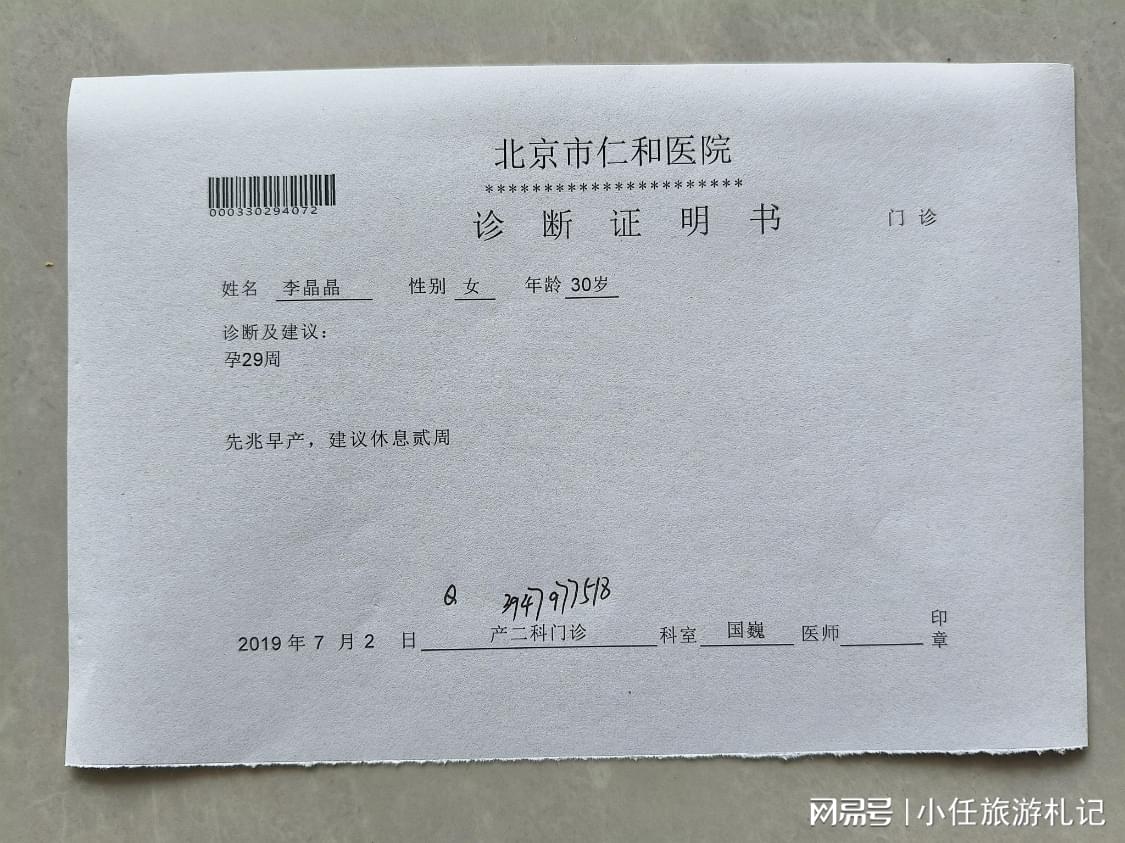 北京市仁和医院
**********************
000330294072
诊断证明书 门诊
姓名 李晶晶 性别 女 年龄 30岁
诊断及建议:
孕29周
先兆早产，建议休息贰周
Q 3947977518
2019 年 7 月 2 日 产二科门诊 科室 国巍 医师 印章
网易号 | 小任旅游札记